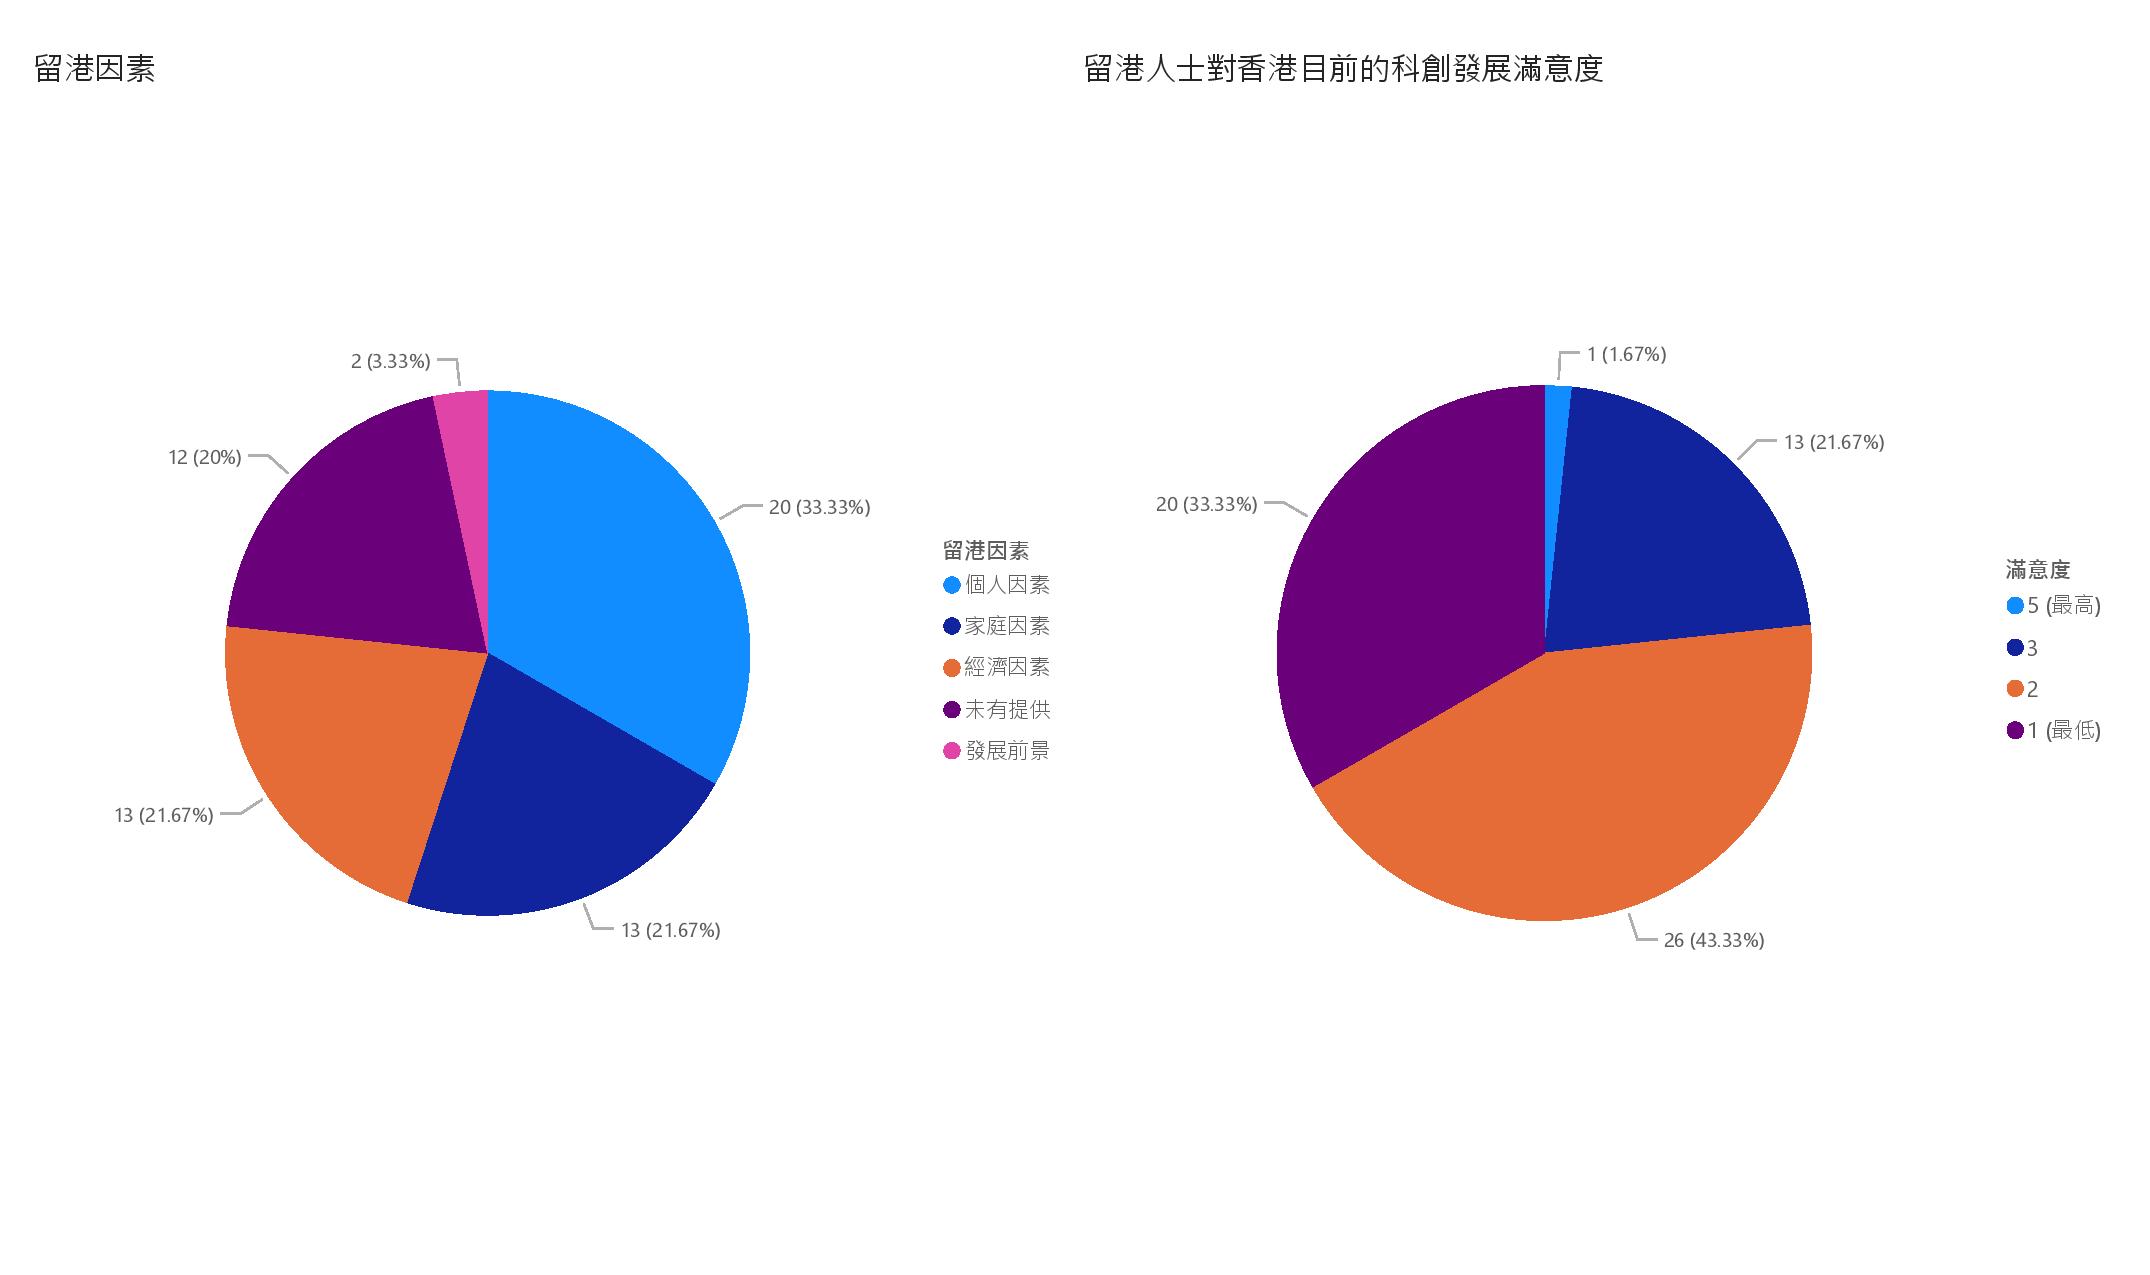 留港因素
2 (3.33%)
12 (20%)
20 (33.33%)
13 (21.67%)
13 (21.67%)
留港因素
個人因素
家庭因素
經濟因素
未有提供
發展前景
留港人士對香港目前的科創發展滿意度
1 (1.67%)
13 (21.67%)
20 (33.33%)
26 (43.33%)
滿意度
5 (最高)
3
2
1 (最低)